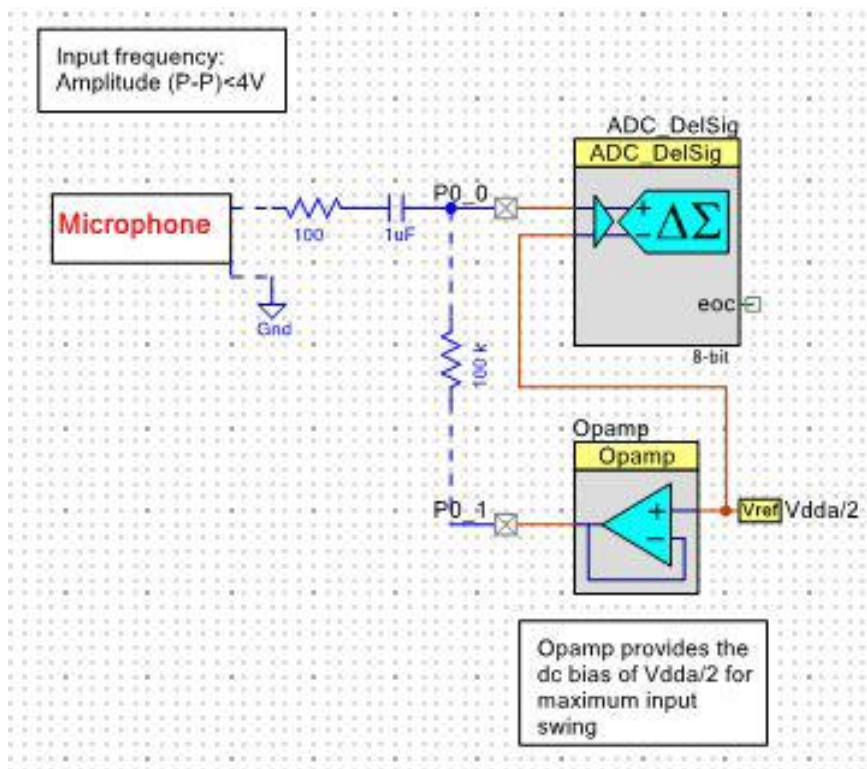 Input frequency:
Amplitude (P-P)<4V
ADC_DelSig
ADC_DelSig
P0_0
Microphone
100
1uF
ΔΣ
+
-
eoc
Gnd
8-bit
100 k
Opamp
Opamp
P0_1
+
-
Vref Vdda/2
Opamp provides the
dc bias of Vdda/2 for
maximum input
swing